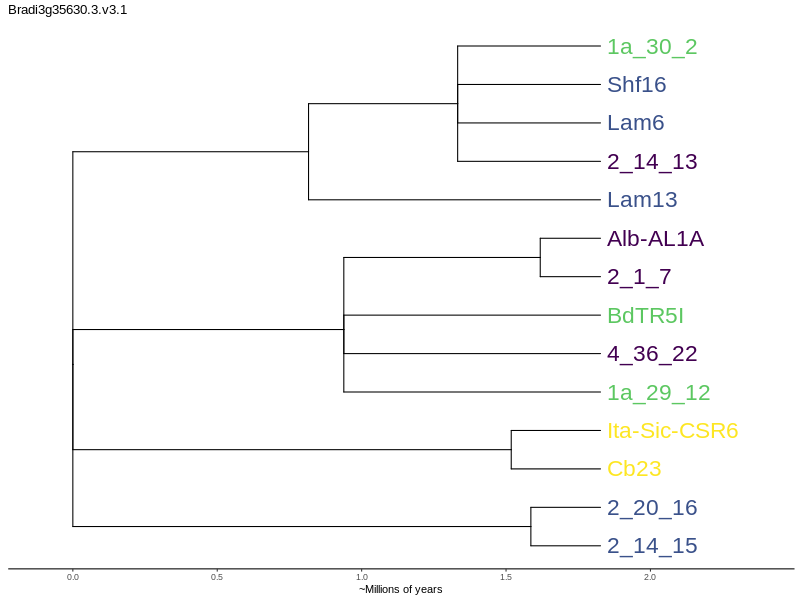 Bradi3g35630.3.v3.1
1a_30_2
Shf16
Lam6
2_14_13
Lam13
Alb-AL1A
2_1_7
BdTR5I
4_36_22
1a_29_12
Ita-Sic-CSR6
Cb23
2_20_16
2_14_15
0.0 0.5 1.0 1.5 2.0
~Millions of years